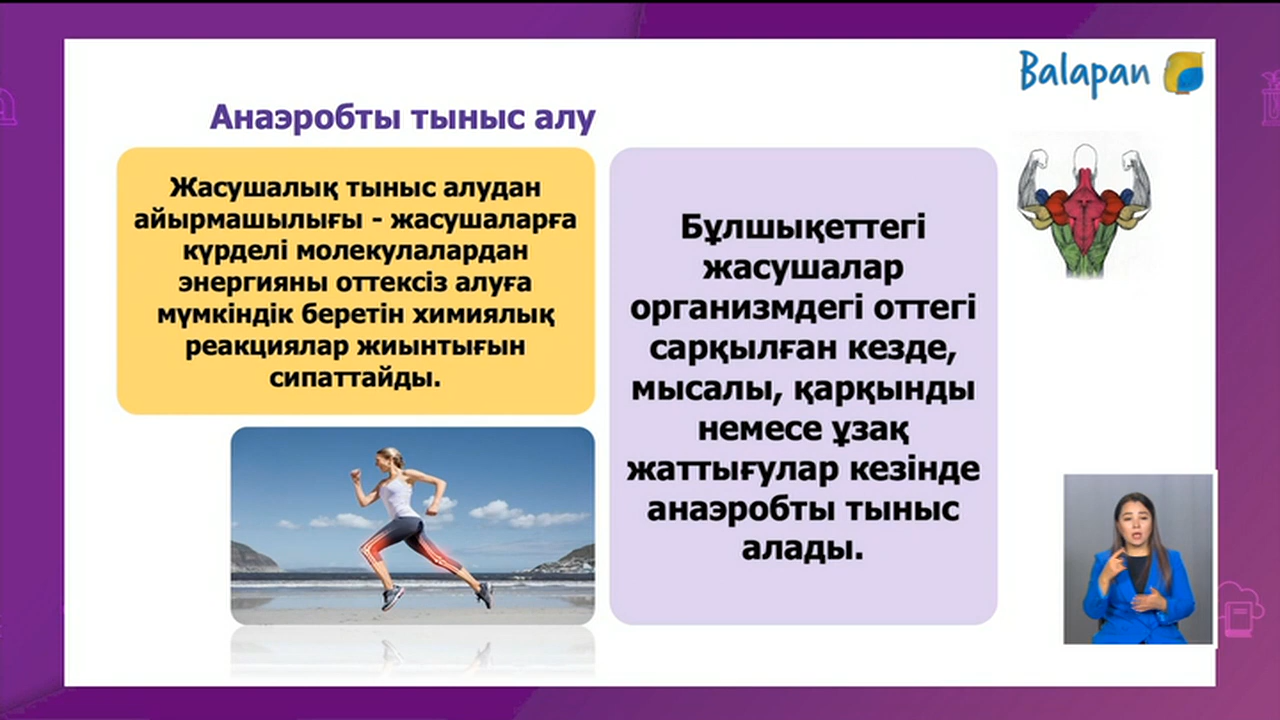 Balapan
Анаэробты тыныс алу
Жасушалық тыныс алудан
айырмашылығы - жасушаларға
күрделі молекулалардан
энергияны оттексіз алуға
мүмкіндік беретін химиялық
реакциялар жиынтығын
сипаттайды.
Бұлшықеттегі
жасушалар
организмдегі оттегі
сарқылған кезде,
мысалы, қарқынды
немесе ұзақ
жаттығулар кезінде
анаэробты тыныс
алады.